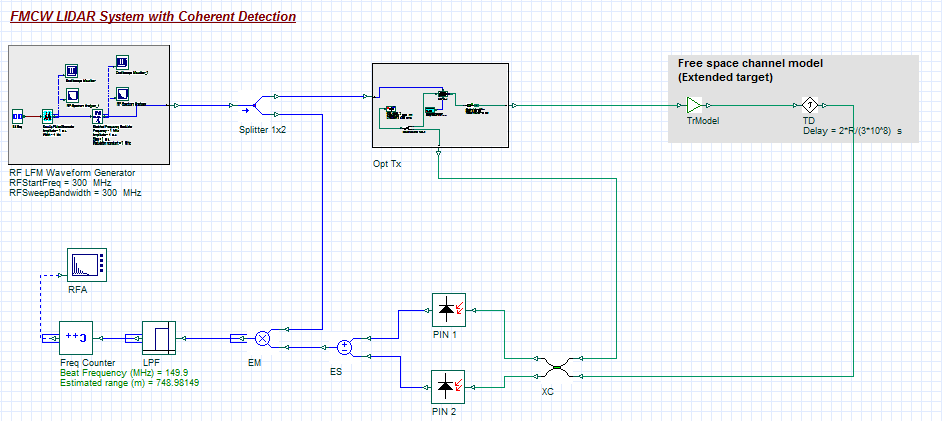 FMCW LIDAR System with Coherent Detection
Free space channel model
(Extended target)
Splitter 1x2
TrModel
TD
Delay = 2*R/(3*10^8) s
Opt Tx
RF LFM Waveform Generator
RFStartFreq = 300 MHz
RFSweepBandwidth = 300 MHz
RFA
PIN 1
Freq Counter
LPF
EM
ES
Beat Frequency (MHz) = 149.9
Estimated range (m) = 748.98149
XC
PIN 2